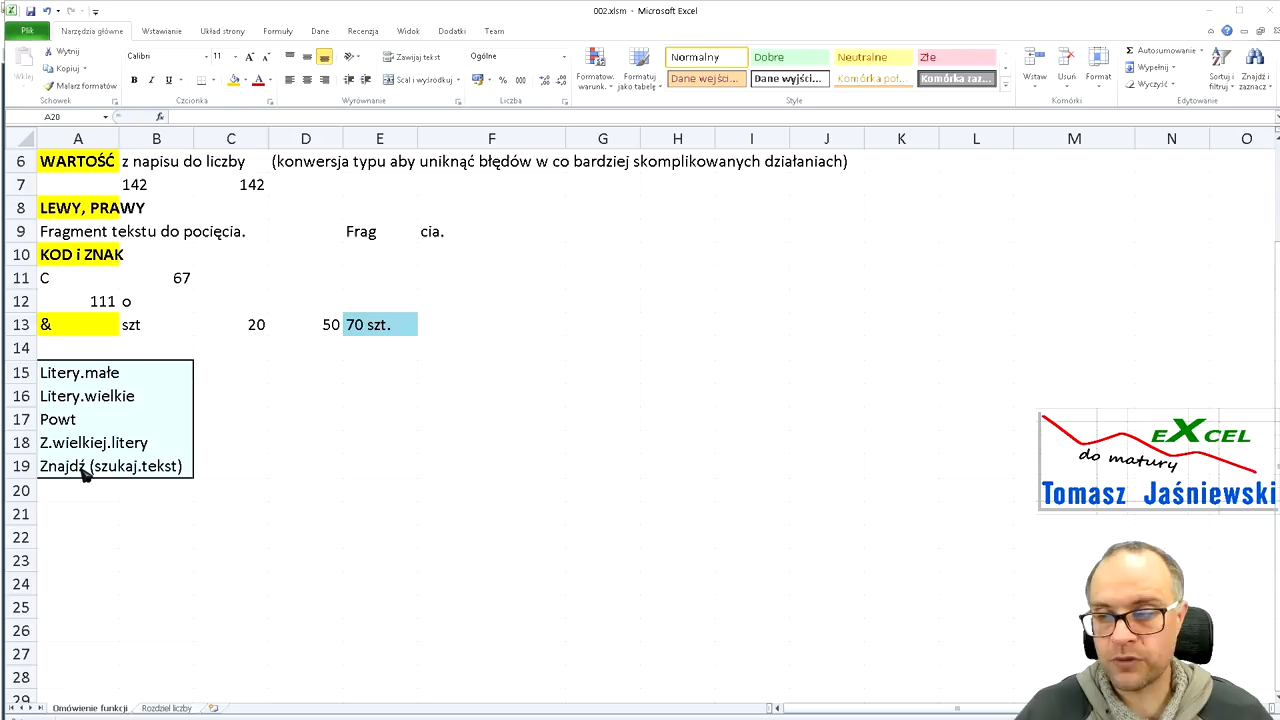 002.xlsm - Microsoft Excel
Plik Narzędzia główne Wstawianie Układ strony Formuły Dane Recenzja Widok Dodatki Team
Wklej Wytnij Kopiuj Malarz formatów
Calibri 11 Zawijaj tekst Ogólne
B I U Scal i wyśrodkuj % 000
Formatow. warunk. Formatuj jako tabelę
Normalny Dobre Neutralne Złe
Dane wejści... Dane wyjści... Komórka poł... Komórka zaz...
Wstaw Usuń Format
Autosumowanie Wypełnij Wyczyść
Sortuj i filtruj Znajdź i zaznacz
Schowek Czcionka Wyrównanie Liczba Style Komórki Edytowanie
A20 fx
A B C D E F G H I J K L M N O
6 WARTOŚĆ z napisu do liczby (konwersja typu aby uniknąć błędów w co bardziej skomplikowanych działaniach)
7 142 142
8 LEWY, PRAWY
9 Fragment tekstu do pocięcia. Frag cia.
10 KOD i ZNAK
11 C 67
12 111 o
13 & szt 20 50 70 szt.
14
15 Litery.małe
16 Litery.wielkie
17 Powt
18 Z.wielkiej.litery
19 Znajdź (szukaj.tekst)
20
21
22
23
24
25
26
27
28
29
EXCEL
do matury
Tomasz Jaśniewski
Omówienie funkcji Rozdziel liczby